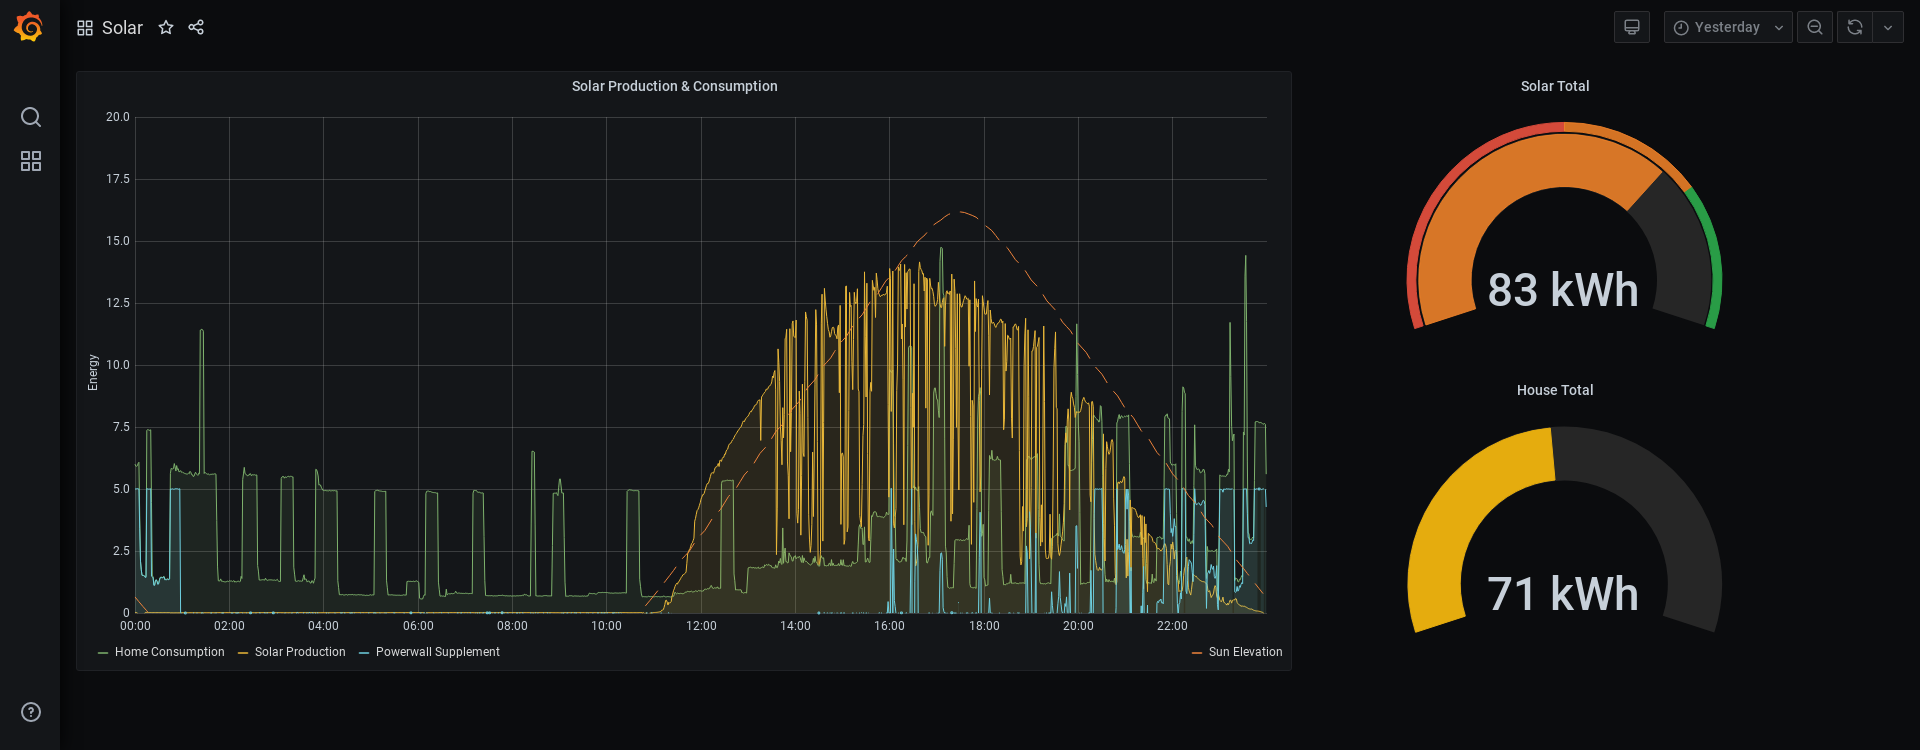 Solar
Yesterday
Solar Production & Consumption
20.0
17.5
15.0
12.5
10.0
7.5
5.0
2.5
0
Energy
00:00 02:00 04:00 06:00 08:00 10:00 12:00 14:00 16:00 18:00 20:00 22:00
Home Consumption Solar Production Powerwall Supplement Sun Elevation
Solar Total
83 kWh
House Total
71 kWh